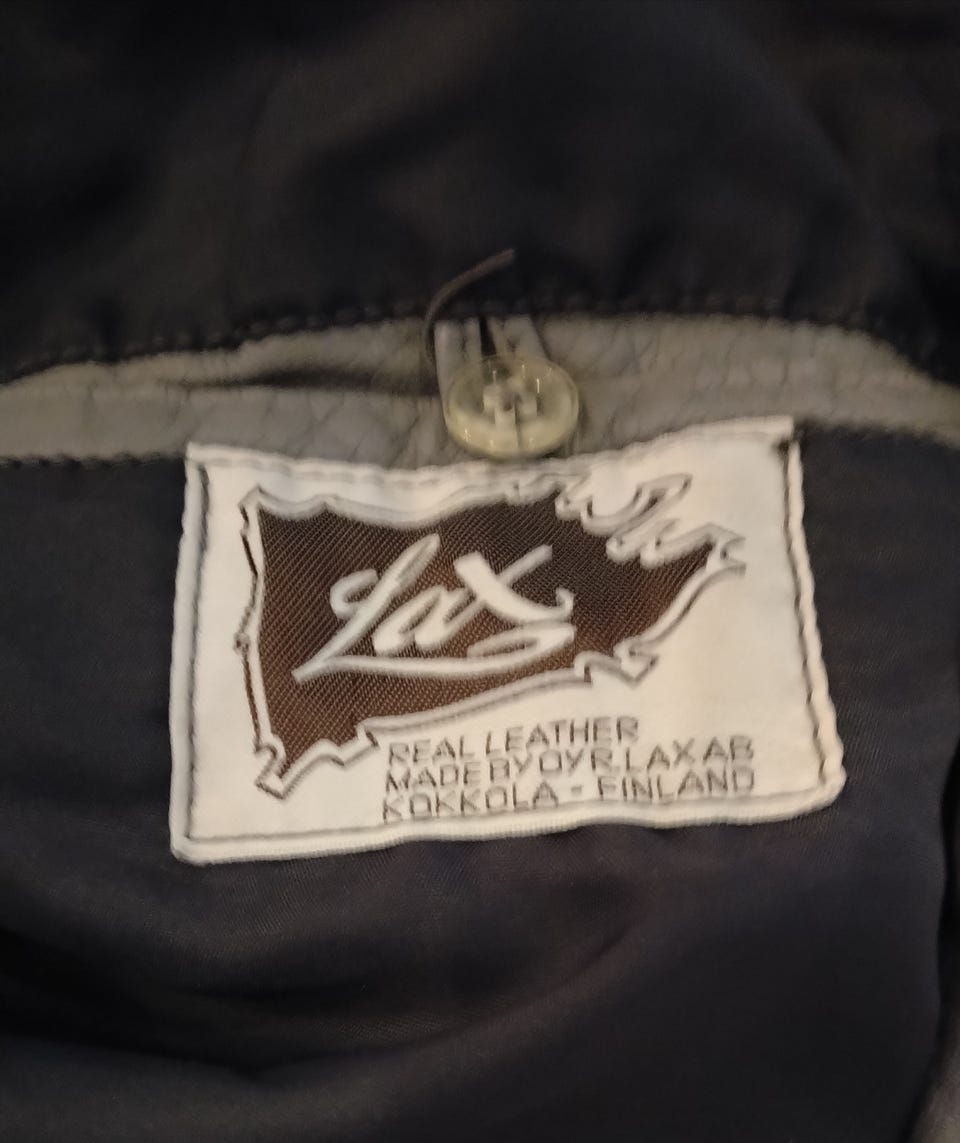 Lax
REAL LEATHER
MADE BY OY R. LAX AB
KOKKOLA - FINLAND